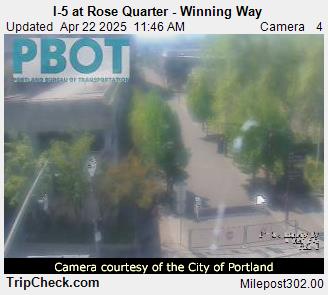 I-5 at Rose Quarter - Winning Way
Updated Apr 22 2025 11:46 AM Camera 4
PBOT
PORTLAND BUREAU OF TRANSPORTATION
Camera courtesy of the City of Portland
TripCheck.com Milepost302.00